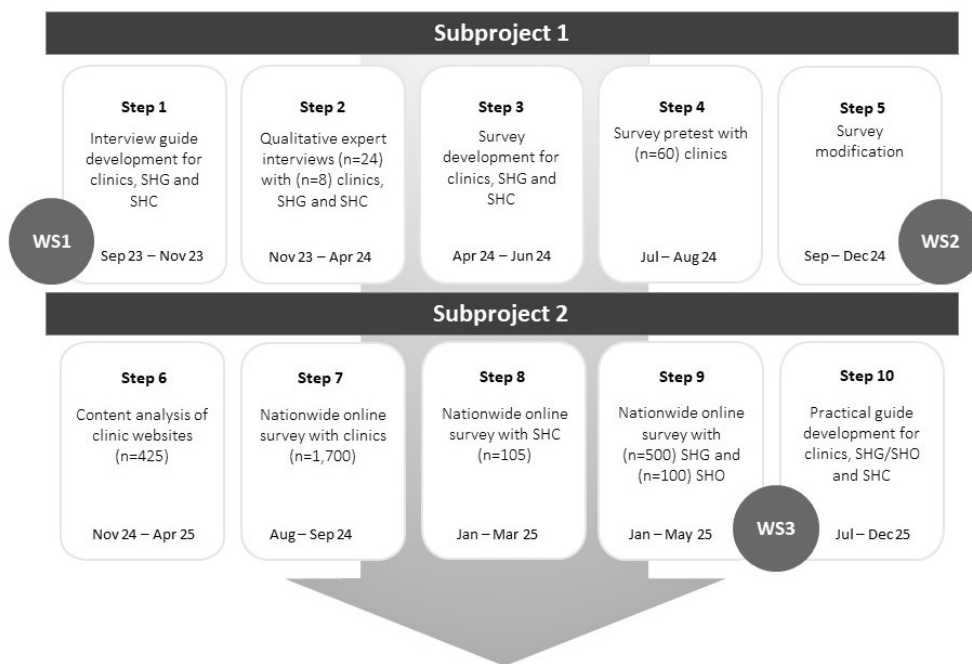 Subproject 1
Step 1
Interview guide
development for
clinics, SHG and
SHC
Sep 23 – Nov 23
WS1
Step 2
Qualitative expert
interviews (n=24)
with (n=8) clinics,
SHG and SHC
Nov 23 – Apr 24
Step 3
Survey
development for
clinics, SHG and
SHC
Apr 24 – Jun 24
Step 4
Survey pretest with
(n=60) clinics
Jul – Aug 24
Step 5
Survey
modification
Sep – Dec 24
WS2
Subproject 2
Step 6
Content analysis of
clinic websites
(n=425)
Nov 24 – Apr 25
Step 7
Nationwide online
survey with clinics
(n=1,700)
Aug – Sep 24
Step 8
Nationwide online
survey with SHC
(n=105)
Jan – Mar 25
Step 9
Nationwide online
survey with
(n=500) SHG and
(n=100) SHO
Jan – May 25
WS3
Step 10
Practical guide
development for
clinics, SHG/SHO
and SHC
Jul – Dec 25